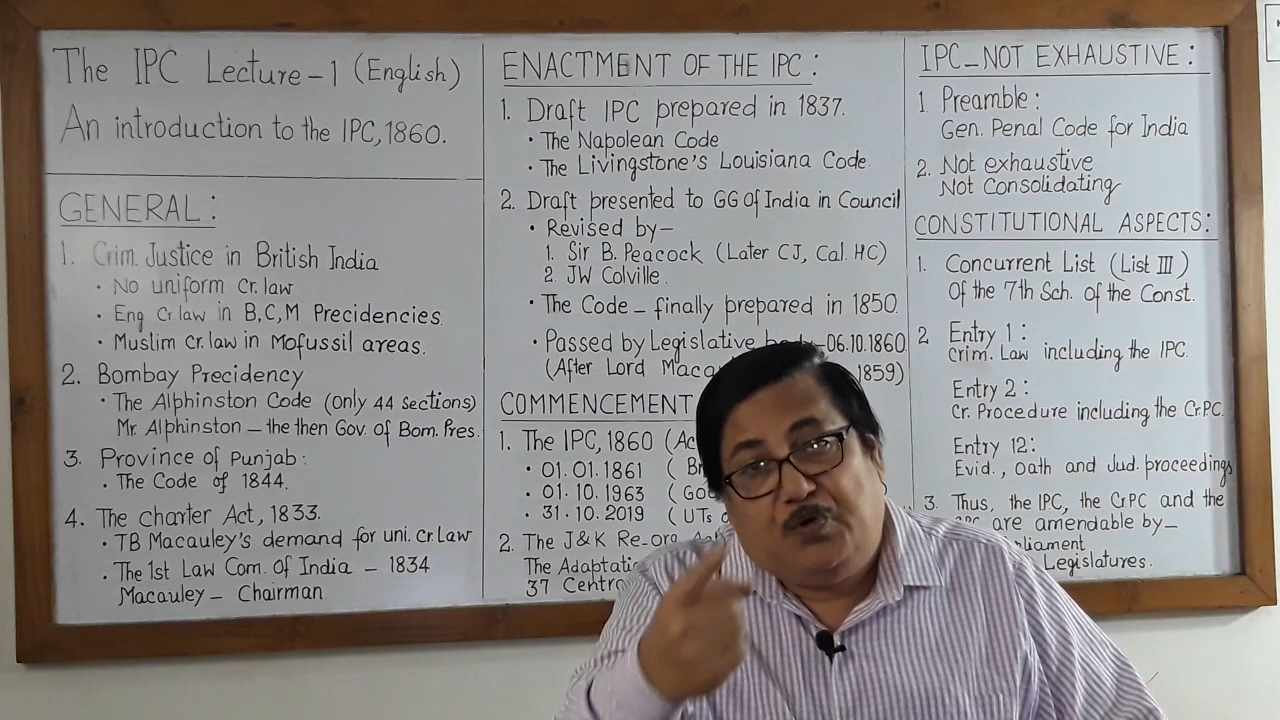 The IPC Lecture-1 (English)
An introduction to the IPC, 1860.
GENERAL:
1. Crim. Justice in British India
• No uniform Cr. law
• Eng Cr. law in B,C,M Precidencies.
• Muslim cr. law in Mofussil areas.
2. Bombay Precidency
• The Alphinston Code (only 44 sections)
Mr. Alphinston – the then Gov. of Bom. Pres.
3. Province of Punjab:
• The Code of 1844.
4. The Charter Act, 1833.
• TB Macauley's demand for uni. cr. Law
• The 1st Law Com. of India – 1834
Macauley – Chairman
ENACTMENT OF THE IPC:
1. Draft IPC prepared in 1837.
• The Napolean Code
• The Livingstone's Louisiana Code.
2. Draft presented to GG of India in Council
• Revised by–
1. Sir B. Peacock (Later CJ, Cal. HC)
2. JW Colville.
• The Code – finally prepared in 1850.
• Passed by Legislative 06.10.1860
(After Lord 1859)
COMMENCEMENT
1. The IPC, 1860
• 01.01.1861 (
• 01.10.1963 (
• 31.10.2019 (UTs
2. The J&K Re-org
The
37
IPC–NOT EXHAUSTIVE:
1. Preamble:
Gen. Penal Code for India
2. Not exhaustive
Not Consolidating
CONSTITUTIONAL ASPECTS:
1. Concurrent List (List III)
Of the 7th Sch. of the Const.
2 Entry 1:
Crim. Law including the IPC.
Entry 2:
Cr. Procedure including the Cr.PC.
Entry 12:
Evid., Oath and Jud. proceedings
3. Thus, the IPC, the CrPC and the
are amendable by–
Legislatures.